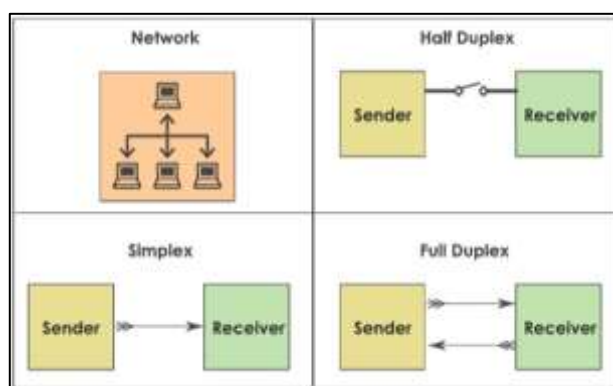 Network
Half Duplex
Sender
Receiver
Simplex
Sender
Receiver
Full Duplex
Sender
Receiver